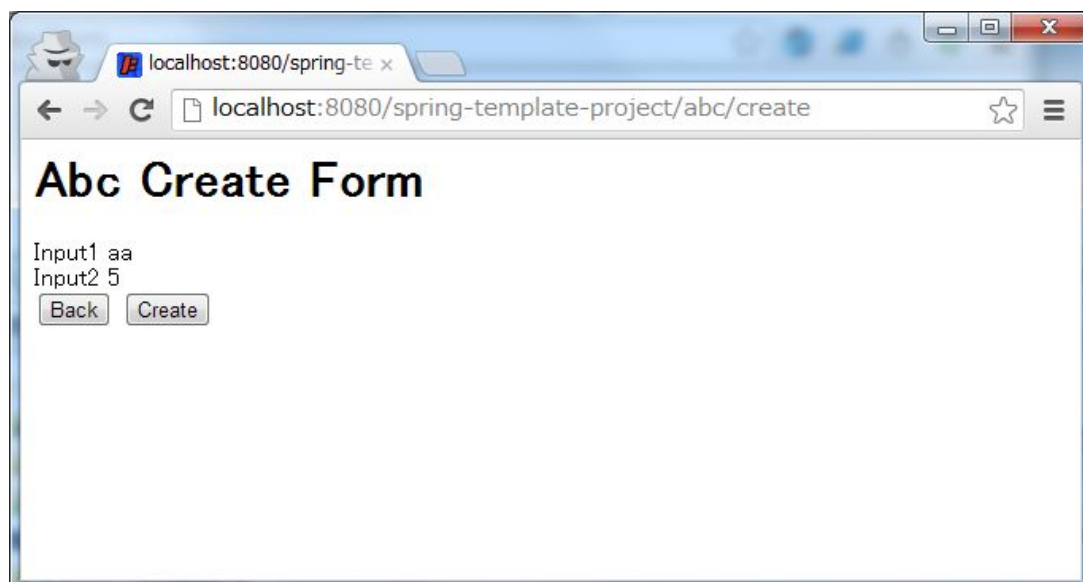 localhost:8080/spring-te
localhost:8080/spring-template-project/abc/create
Abc Create Form
Input1 aa
Input2 5
Back Create